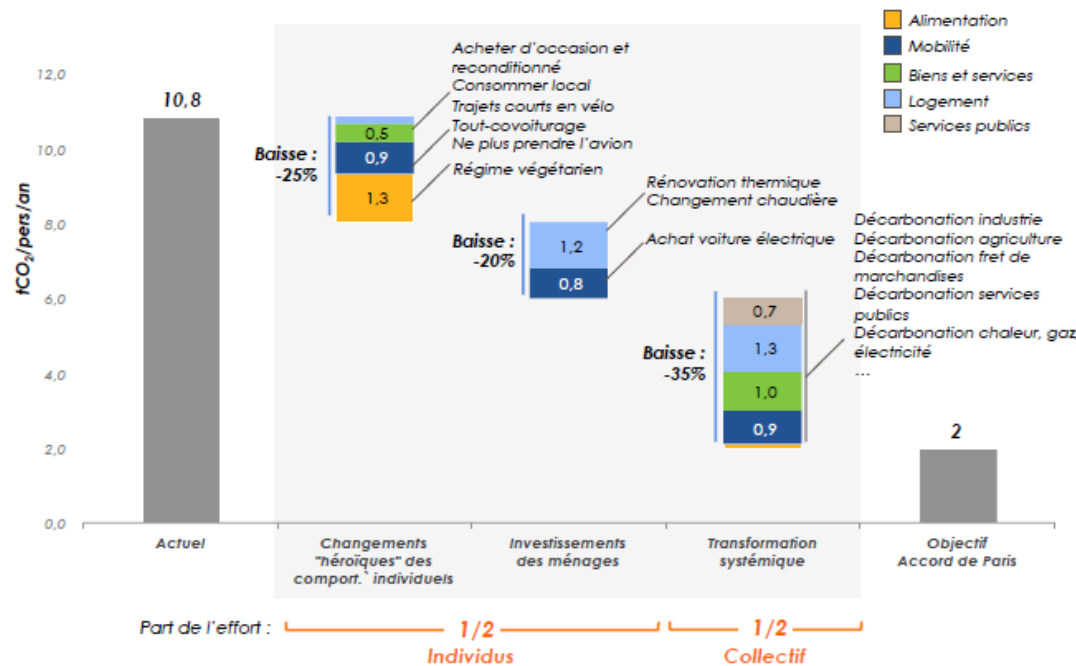 Alimentation
Mobilité
Biens et services
Logement
Services publics
tCO₂/pers/an
12,0
10,0
8,0
6,0
4,0
2,0
0,0
10,8
Baisse :
-25%
0,5
0,9
1,3
Acheter d'occasion et
reconditionné
Consommer local
Trajets courts en vélo
Tout-covoiturage
Ne plus prendre l'avion
Régime végétarien
Baisse :
-20%
1,2
0,8
Rénovation thermique
Changement chaudière
Achat voiture électrique
Baisse :
-35%
0,7
1,3
1,0
0,9
Décarbonation industrie
Décarbonation agriculture
Décarbonation fret de
marchandises
Décarbonation services
publics
Décarbonation chaleur, gaz,
électricité
...
2
Actuel
Changements
"héroïques" des
comport.` individuels
Investissements
des ménages
Transformation
systémique
Objectif
Accord de Paris
Part de l'effort :
1/2
Individus
1/2
Collectif